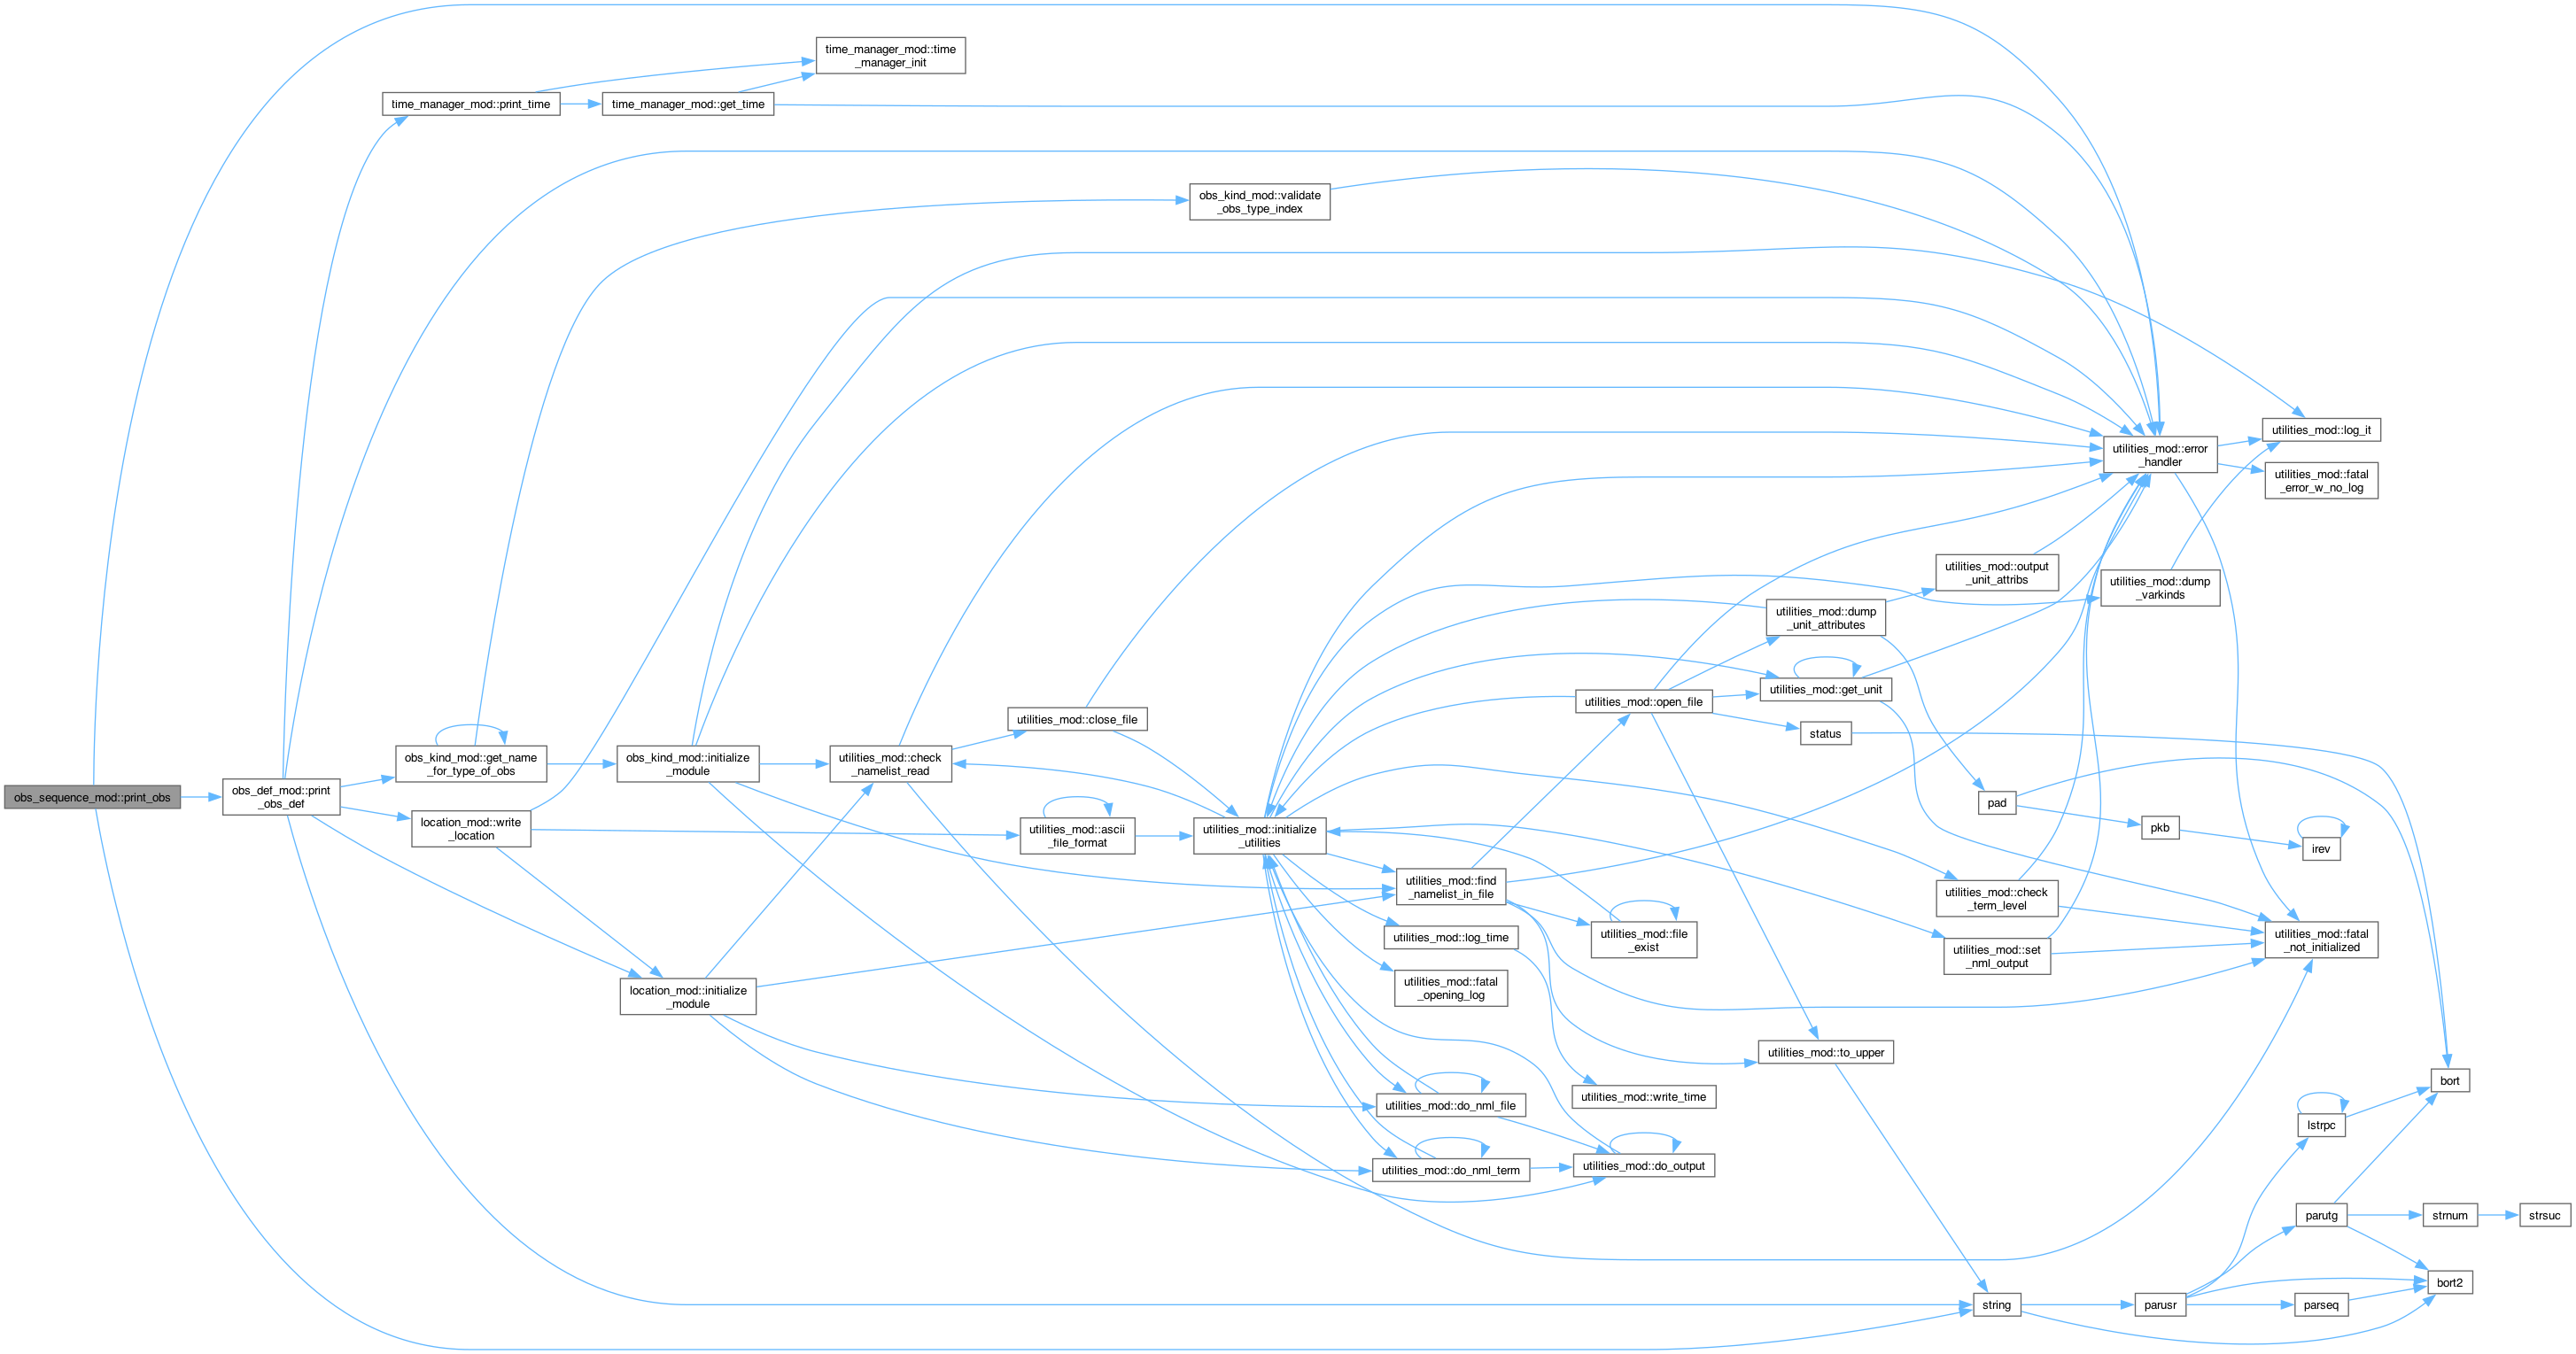 time_manager_mod::time
_manager_init
time_manager_mod::print_time
time_manager_mod::get_time
obs_kind_mod::validate
_obs_type_index
utilities_mod::log_it
utilities_mod::error
_handler
utilities_mod::fatal
_error_w_no_log
utilities_mod::output
_unit_attribs
utilities_mod::dump
_varkinds
utilities_mod::dump
_unit_attributes
utilities_mod::get_unit
utilities_mod::open_file
utilities_mod::close_file
status
obs_kind_mod::get_name
_for_type_of_obs
obs_kind_mod::initialize
_module
utilities_mod::check
_namelist_read
obs_sequence_mod::print_obs
obs_def_mod::print
_obs_def
pad
location_mod::write
_location
utilities_mod::ascii
_file_format
utilities_mod::initialize
_utilities
pkb
irev
utilities_mod::find
_namelist_in_file
utilities_mod::check
_term_level
utilities_mod::log_time
utilities_mod::file
_exist
utilities_mod::fatal
_not_initialized
utilities_mod::set
_nml_output
location_mod::initialize
_module
utilities_mod::fatal
_opening_log
utilities_mod::to_upper
bort
utilities_mod::write_time
utilities_mod::do_nml_file
lstrpc
utilities_mod::do_nml_term
utilities_mod::do_output
parutg
strnum
strsuc
bort2
string
parusr
parseq